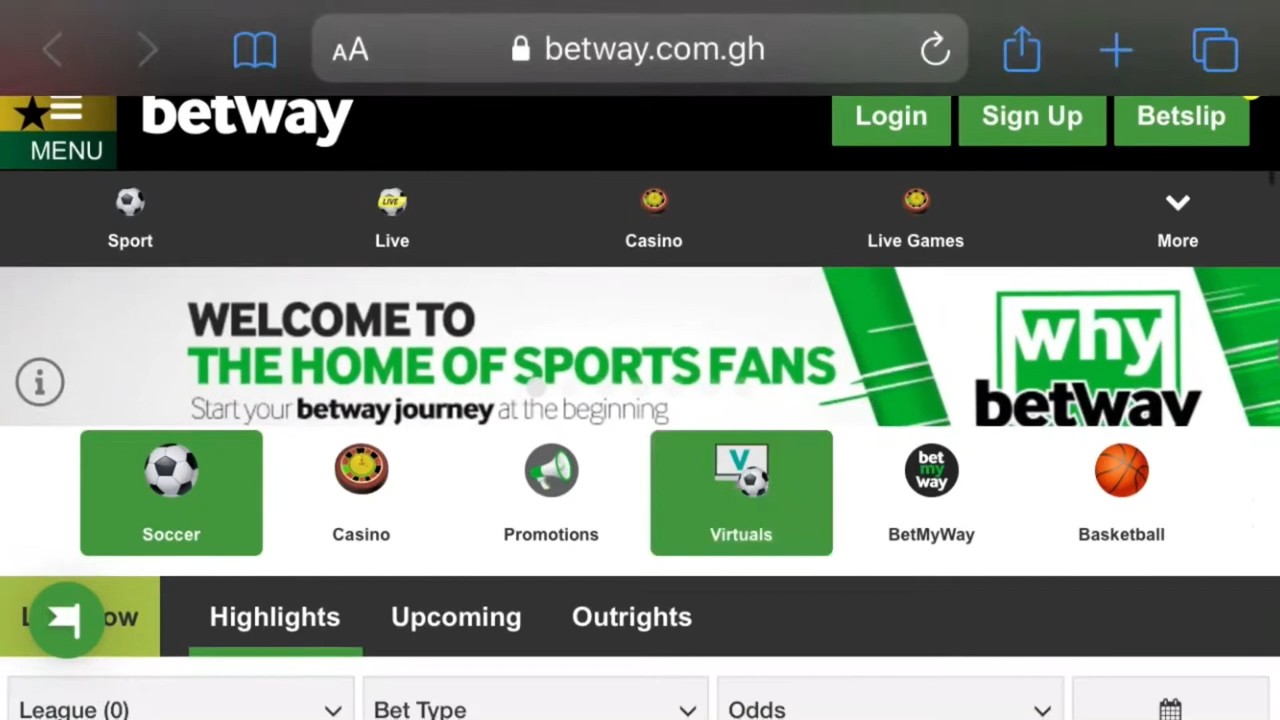 AA betway.com.gh
MENU
betway
Login
Sign Up
Betslip
Sport
LIVE
Live
Casino
Live Games
More
WELCOME TO
THE HOME OF SPORTS FANS
Start your betway journey at the beginning
why
betway
Soccer
Casino
Promotions
V
Virtuals
bet
my
way
BetMyWay
Basketball
Highlights
Upcoming
Outrights
League (0)
Bet Type
Odds